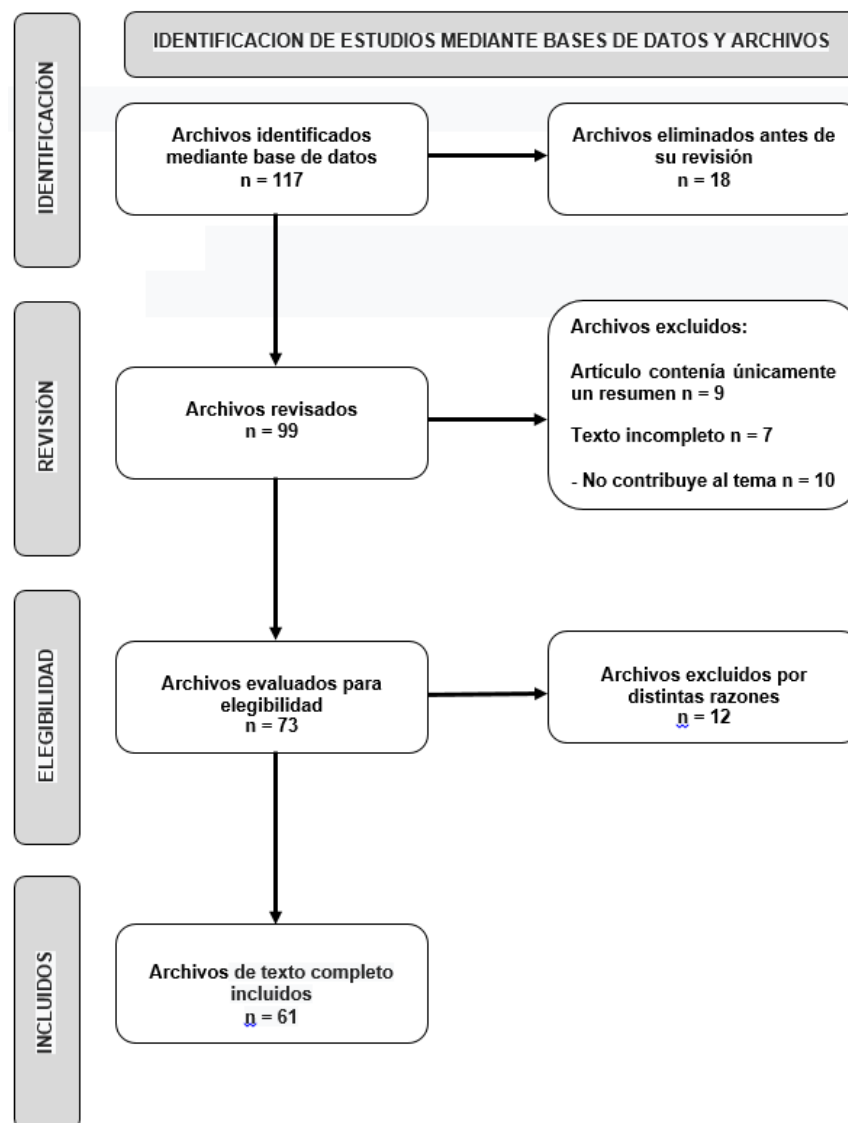 IDENTIFICACION DE ESTUDIOS MEDIANTE BASES DE DATOS Y ARCHIVOS
IDENTIFICACIÓN
Archivos identificados
mediante base de datos
n = 117
Archivos eliminados antes de
su revisión
n = 18
REVISIÓN
Archivos revisados
n = 99
Archivos excluidos:
Artículo contenía únicamente
un resumen n = 9
Texto incompleto n = 7
- No contribuye al tema n = 10
ELEGIBILIDAD
Archivos evaluados para
elegibilidad
n = 73
Archivos excluidos por
distintas razones
n = 12
INCLUIDOS
Archivos de texto completo
incluidos
n = 61